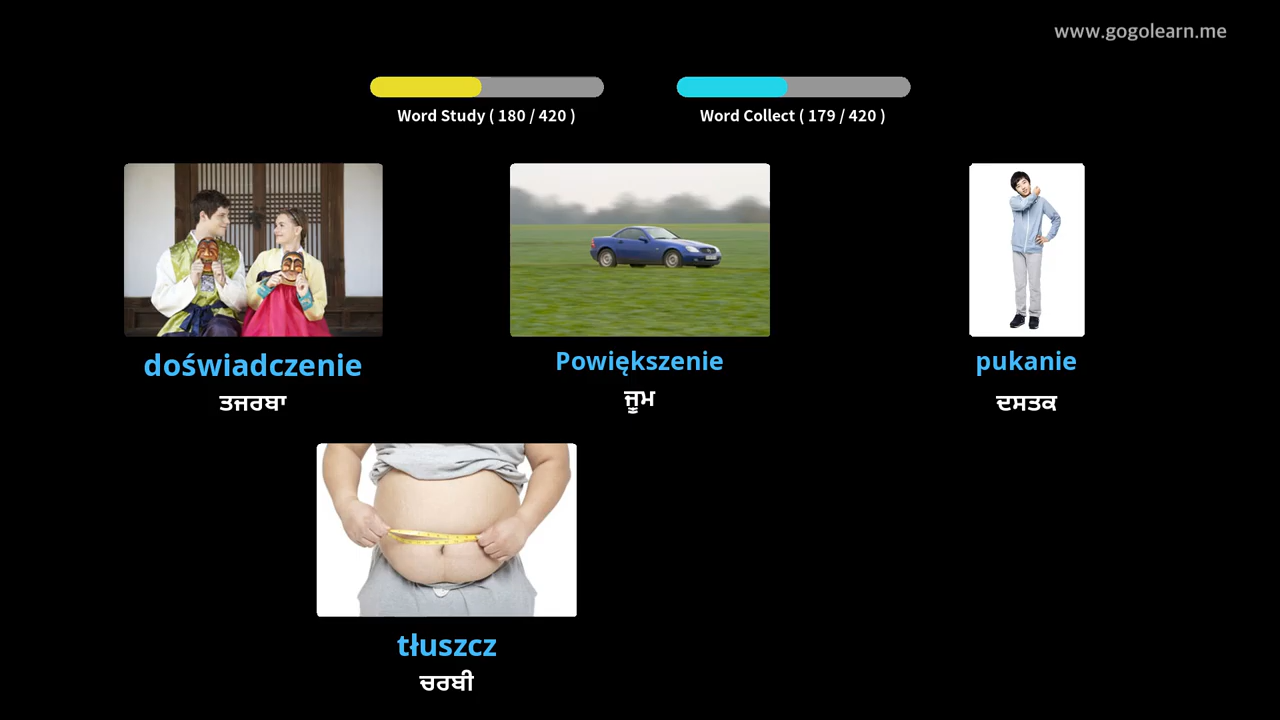 www.gogolearn.me
Word Study ( 180 / 420 )
Word Collect ( 179 / 420 )
doświadczenie
ਤਜਰਬਾ
Powiększenie
ਜ਼ੂਮ
pukanie
ਦਸਤਕ
tłuszcz
ਚਰਬੀ